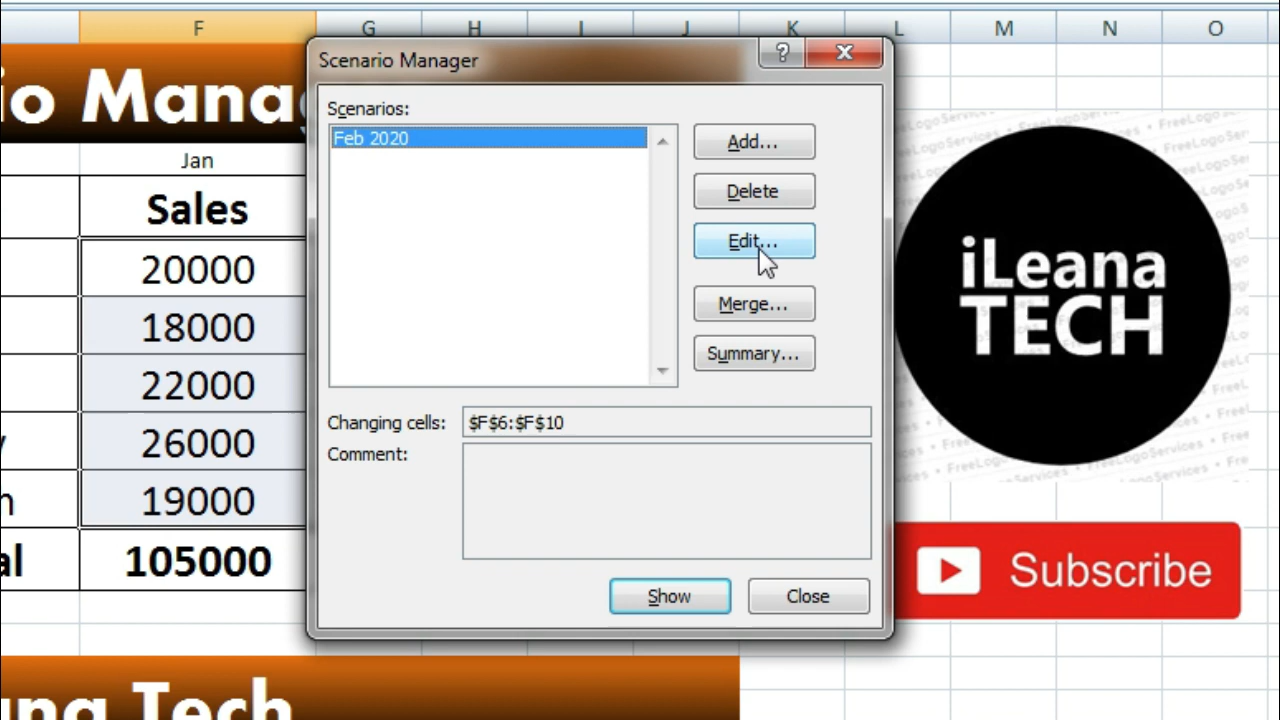 F G H I J K L M N O
io Manag
Jan
Sales
20000
18000
22000
26000
19000
al
105000
Scenario Manager
?
Scenarios:
Feb 2020
Add...
Delete
Edit...
Merge...
Summary...
Changing cells:
$F$6:$F$10
Comment:
Show
Close
iLeana
TECH
Subscribe
ana Tech